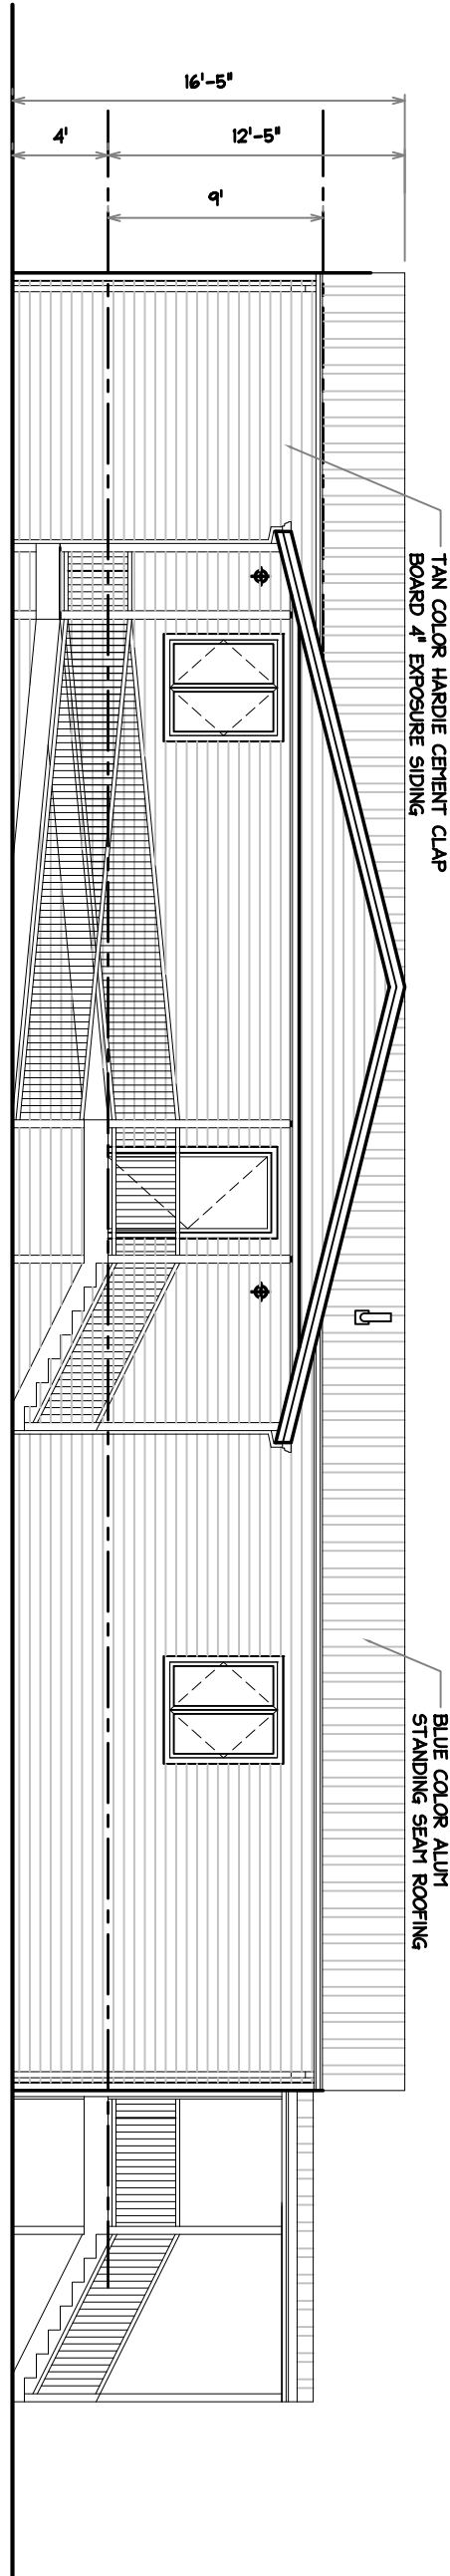 16'-5"
4'
12'-5"
9'
TAN COLOR HARDIE CEMENT CLAP
BOARD 4" EXPOSURE SIDING
BLUE COLOR ALUM
STANDING SEAM ROOFING